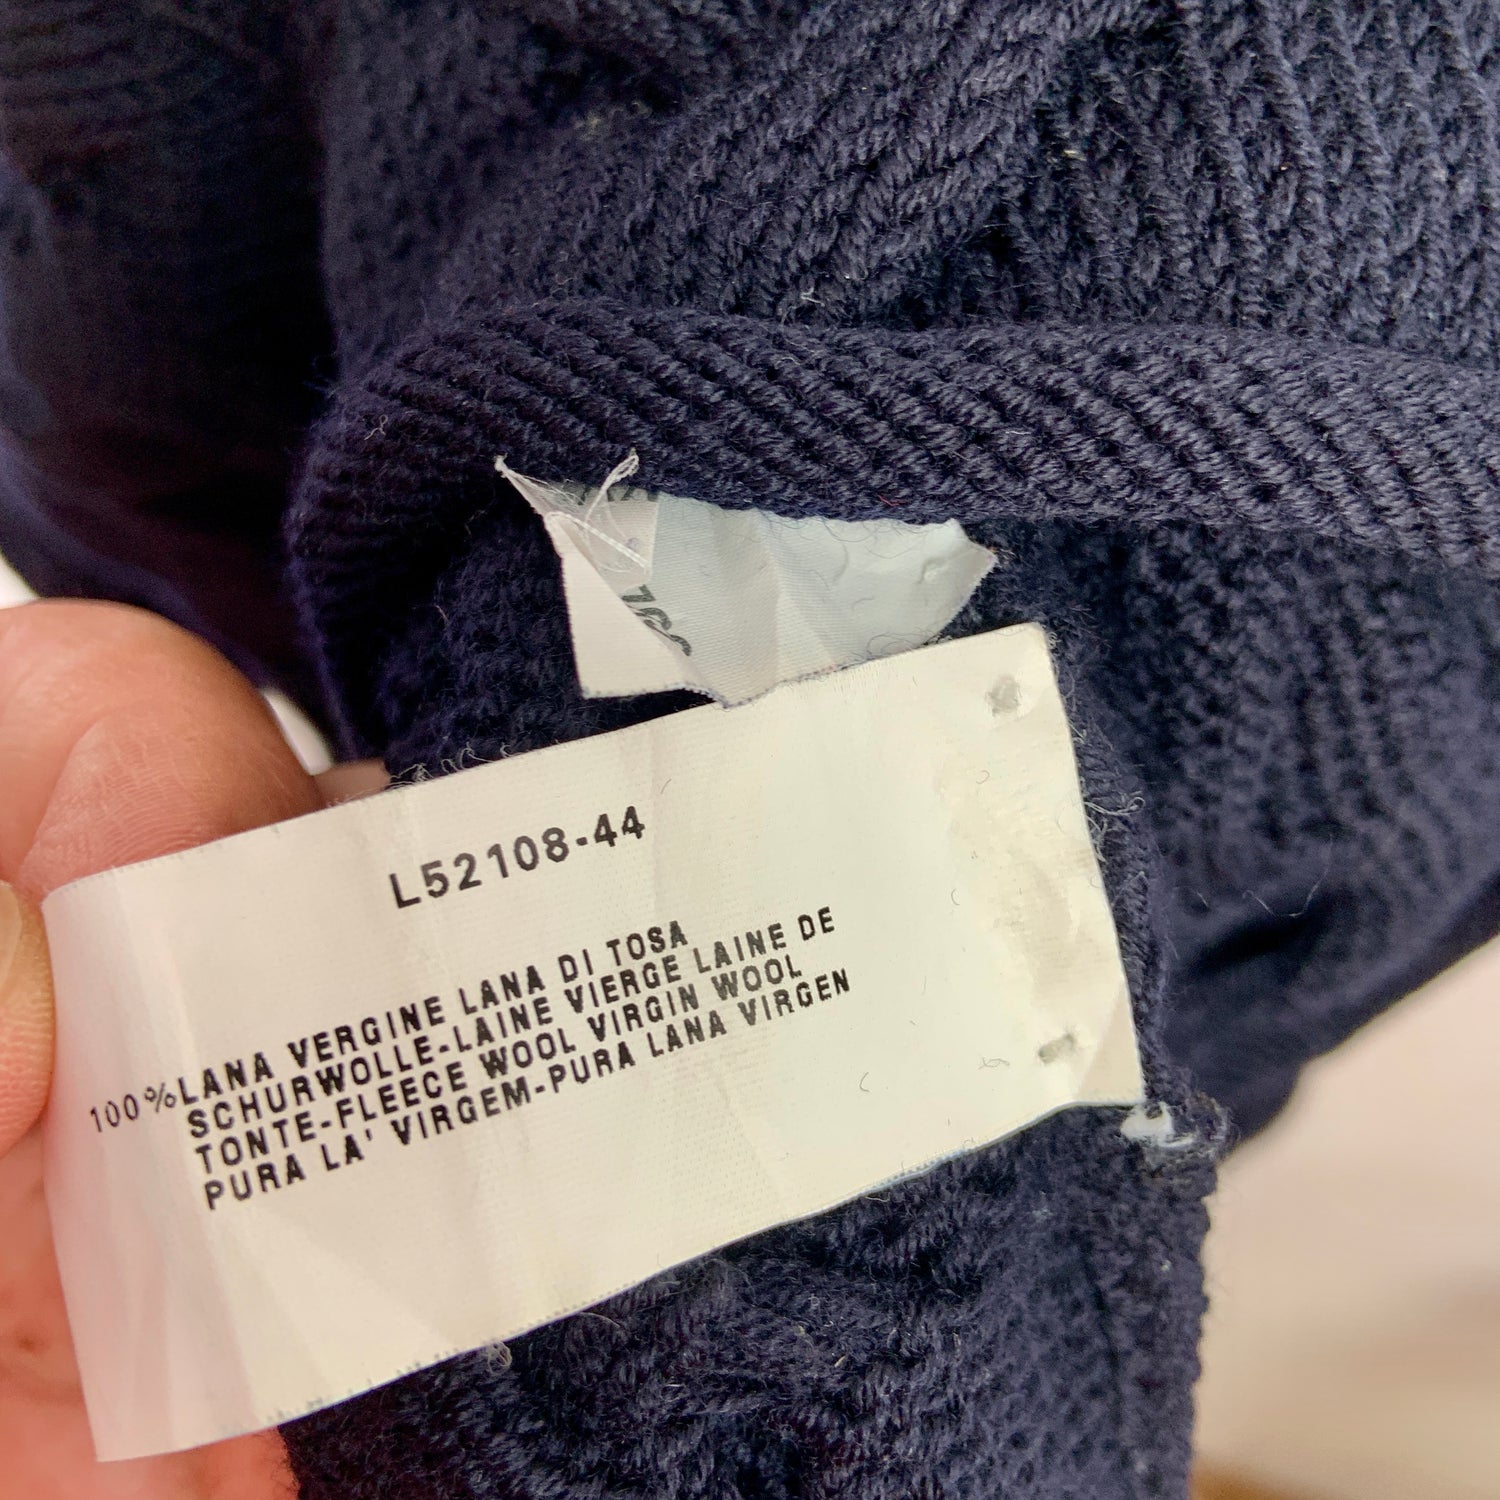 L52108-44
100%LANA VERGINE LANA DI TOSA
SCHURWOLLE-LAINE VIERGE LAINE DE
TONTE-FLEECE WOOL VIRGIN WOOL
PURA LA' VIRGEM-PURA LANA VIRGEN